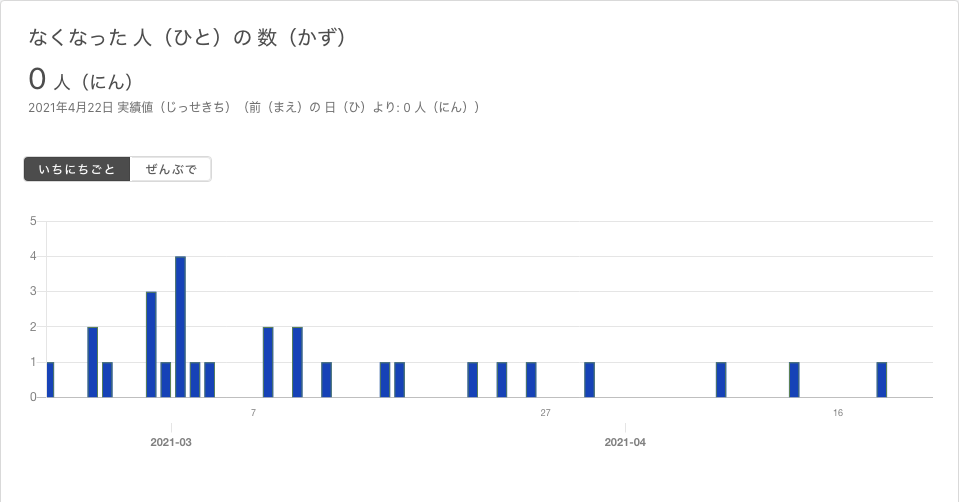 なくなった 人（ひと）の 数（かず）
0 人（にん）
2021年4月22日 実績値（じっせきち）（前（まえ）の 日（ひ）より: 0 人（にん））
いちにちごと ぜんぶで
5
4
3
2
1
0
7 27 16
2021-03 2021-04